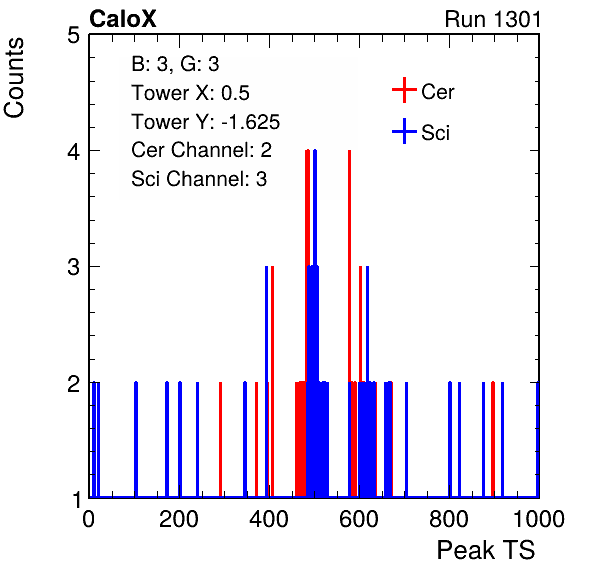 CaloX
Run 1301
Counts
5
4
3
2
1
B: 3, G: 3
Tower X: 0.5
Tower Y: -1.625
Cer Channel: 2
Sci Channel: 3
Cer
Sci
0 200 400 600 800 1000
Peak TS